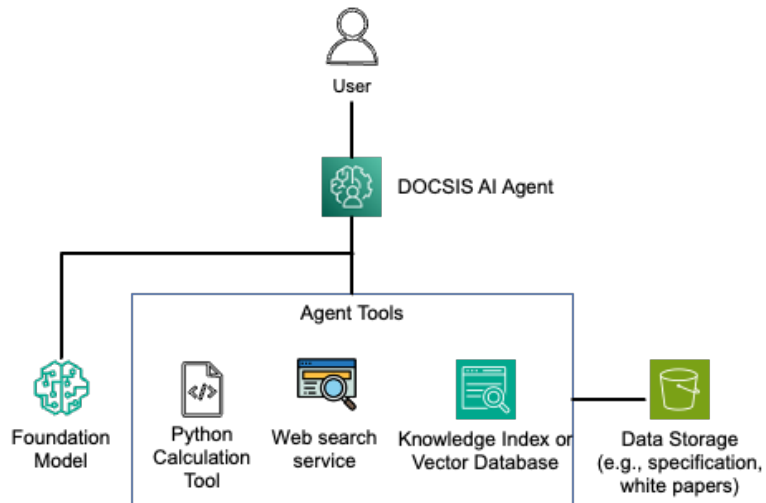 User
DOCSIS AI Agent
Agent Tools
Foundation
Model
</>
Python
Calculation
Tool
Web search
service
Knowledge Index or
Vector Database
Data Storage
(e.g., specification,
white papers)